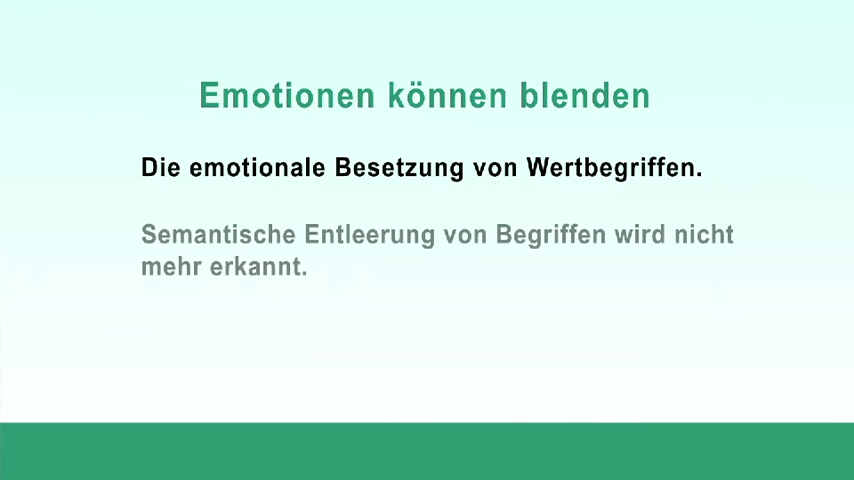 Emotionen können blenden
Die emotionale Besetzung von Wertbegriffen.
Semantische Entleerung von Begriffen wird nicht
mehr erkannt.